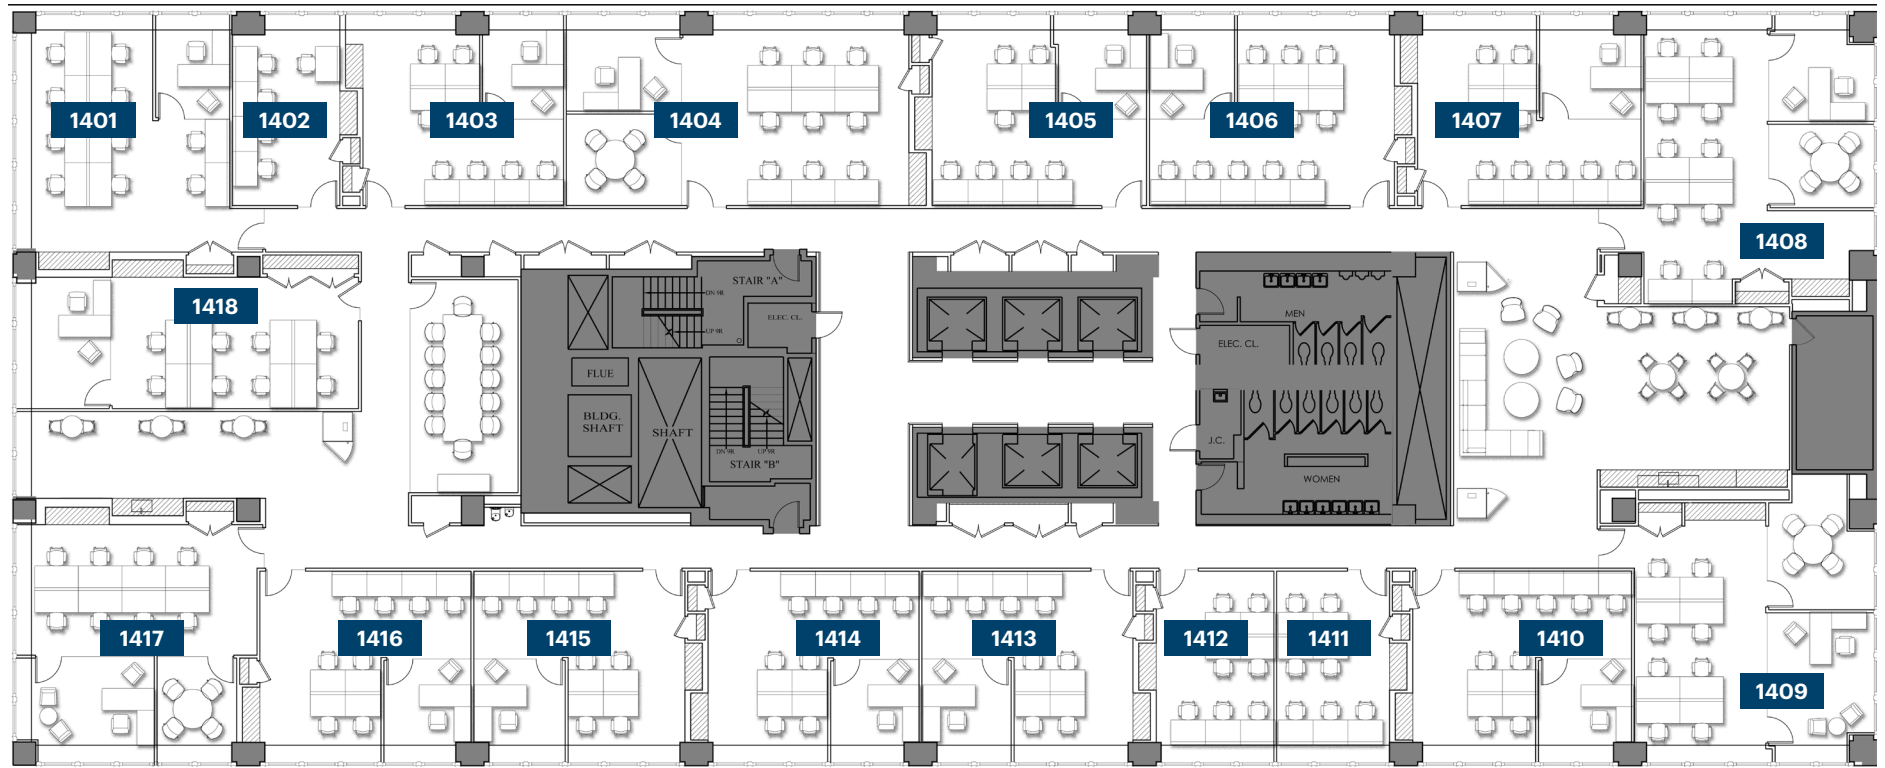 1401
1402
1403
1404
1405
1406
1407
1408
STAIR "A"
DN 9R
UP 9R
ELEC. CL.
1418
MEN
ELEC. CL.
FLUE
BLDG.
SHAFT
SHAFT
DN 9R
UP 9R
STAIR "B"
J.C.
WOMEN
1417
1416
1415
1414
1413
1412
1411
1410
1409